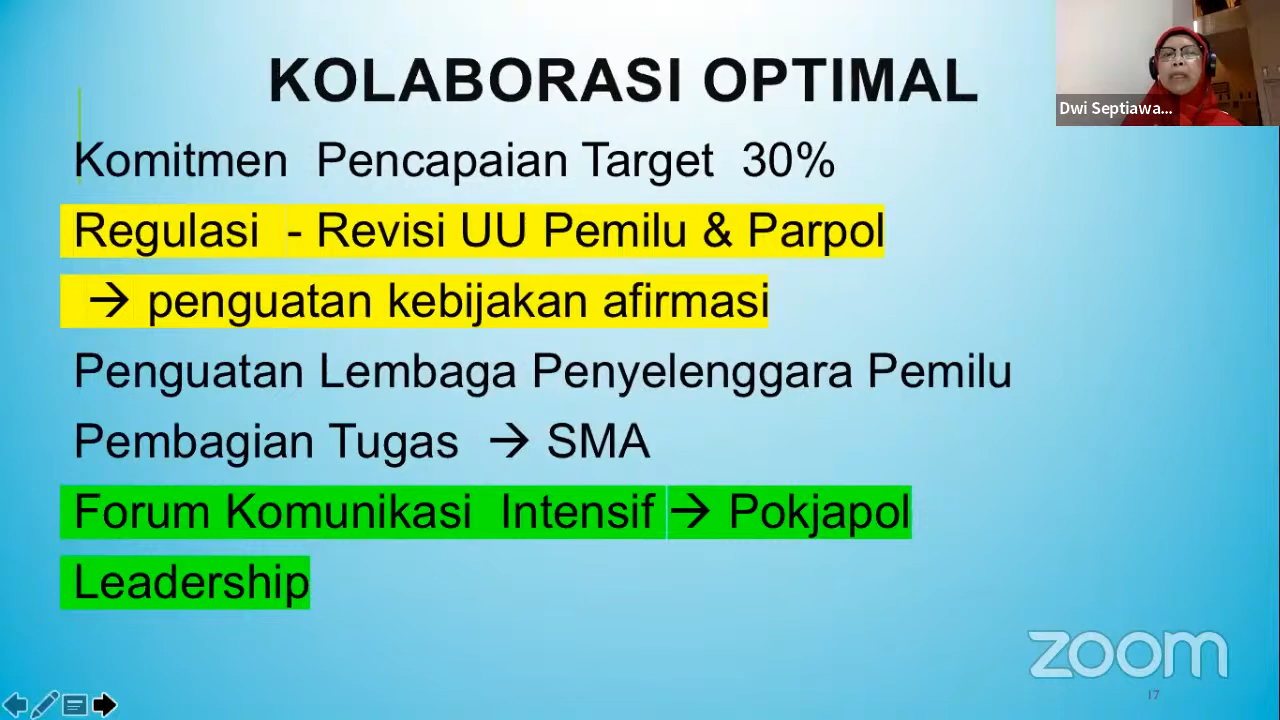 KOLABORASI OPTIMAL
Dwi Septiawa...
Komitmen Pencapaian Target 30%
Regulasi - Revisi UU Pemilu & Parpol
→ penguatan kebijakan afirmasi
Penguatan Lembaga Penyelenggara Pemilu
Pembagian Tugas → SMA
Forum Komunikasi Intensif → Pokjapol
Leadership
zoom
17